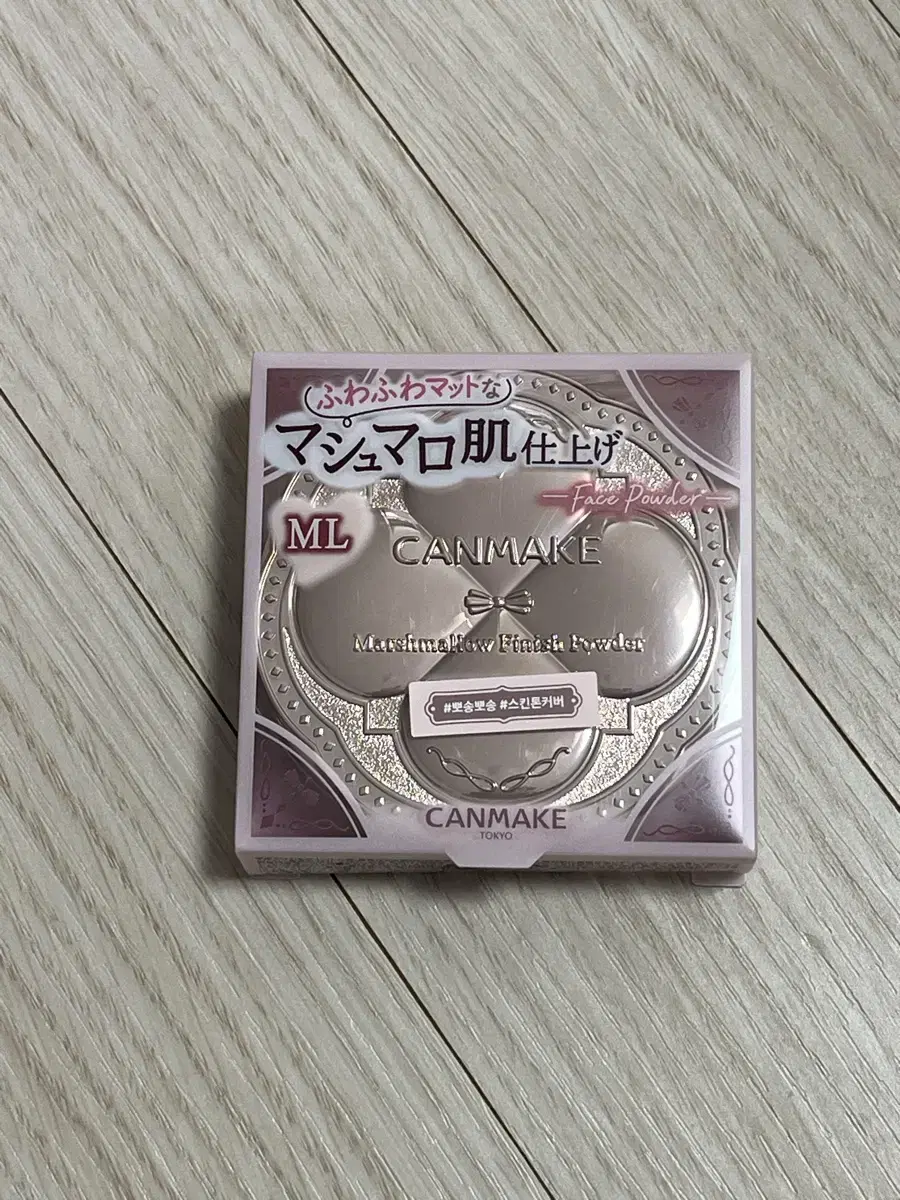 ふわふわマットな
マシュマロ肌仕上げ
Face Powder
ML
CANMAKE
Marshmallow Finish Powder
#뽀송뽀송 #스킨톤커버
CANMAKE
TOKYO